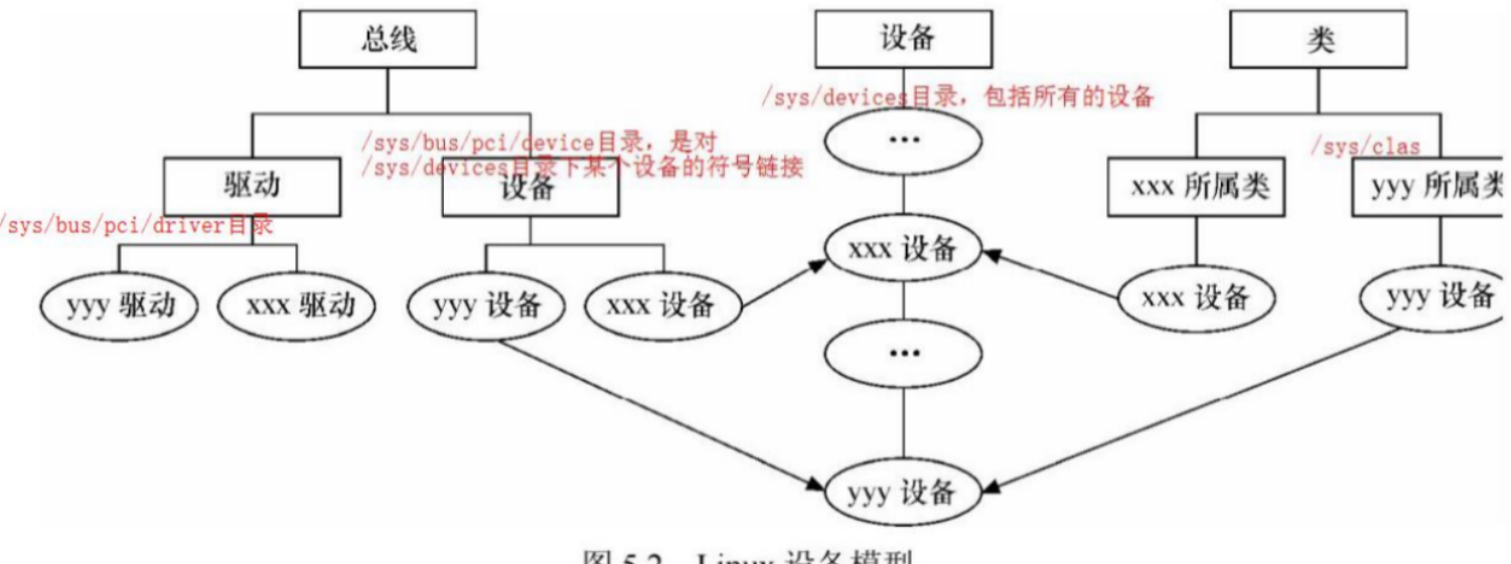 总线
设备
类
/sys/devices目录，包括所有的设备
/sys/bus/pci/device目录，是对
/sys/devices目录下某个设备的符号链接
/sys/clas
驱动
设备
xxx 所属类
yyy 所属类
/sys/bus/pci/driver目录
...
xxx 设备
yyy 驱动
xxx 驱动
yyy 设备
xxx 设备
xxx 设备
yyy 设备
...
yyy 设备
图 5.2 Linux 设备模型